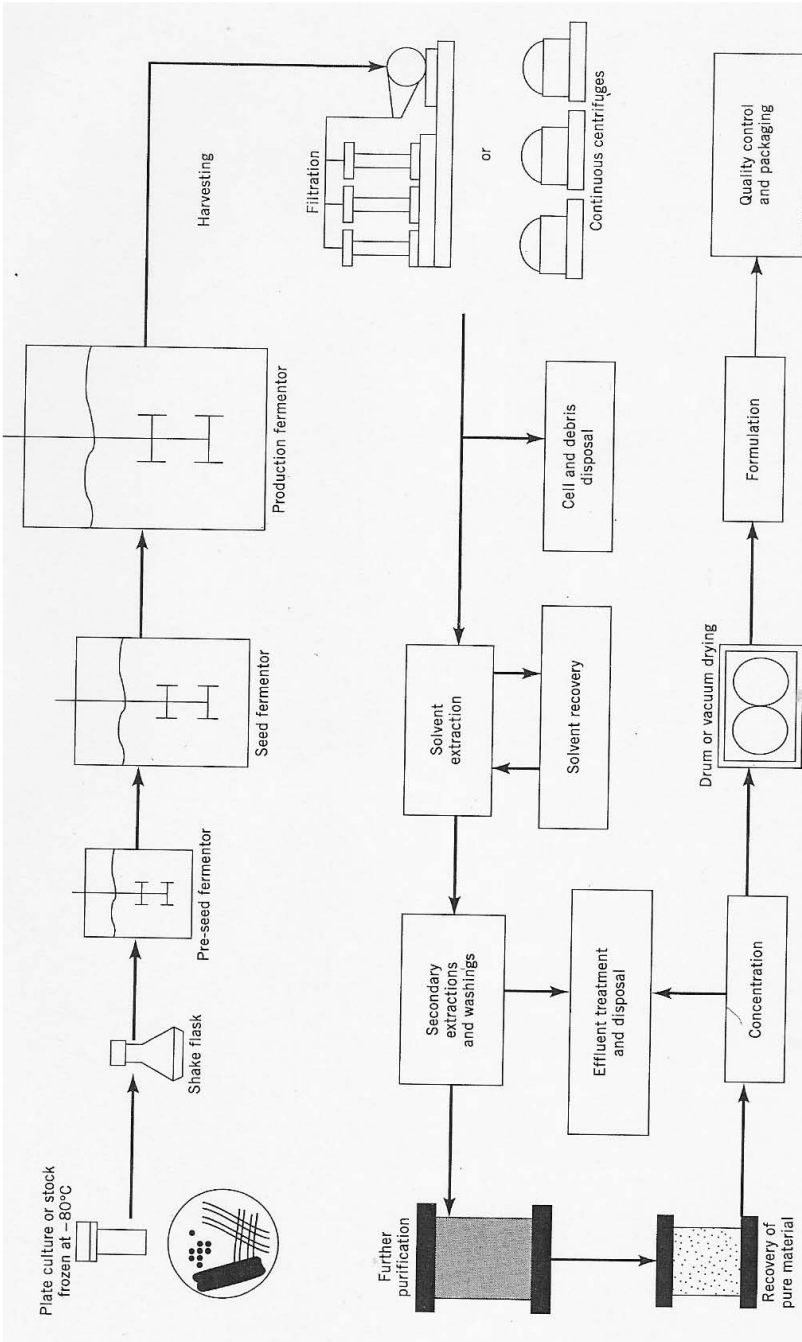 Plate culture or stock
frozen at –80°C
Shake flask
Pre-seed fermentor
Seed fermentor
Production fermentor
Harvesting
Filtration
or
Continuous centrifuges
Cell and debris
disposal
Solvent
extraction
Solvent recovery
Secondary
extractions
and washings
Effluent treatment
and disposal
Further
purification
Recovery of
pure material
Concentration
Drum or vacuum drying
Formulation
Quality control
and packaging